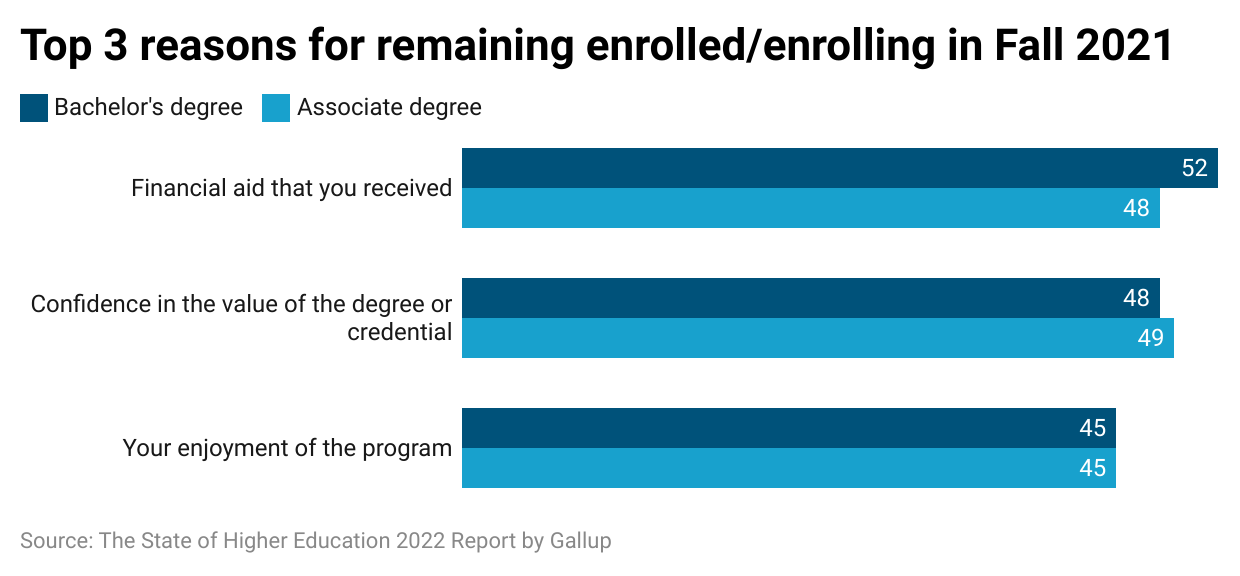 Top 3 reasons for remaining enrolled/enrolling in Fall 2021
Bachelor's degree Associate degree
Financial aid that you received
52
48
Confidence in the value of the degree or
credential
48
49
Your enjoyment of the program
45
45
Source: The State of Higher Education 2022 Report by Gallup